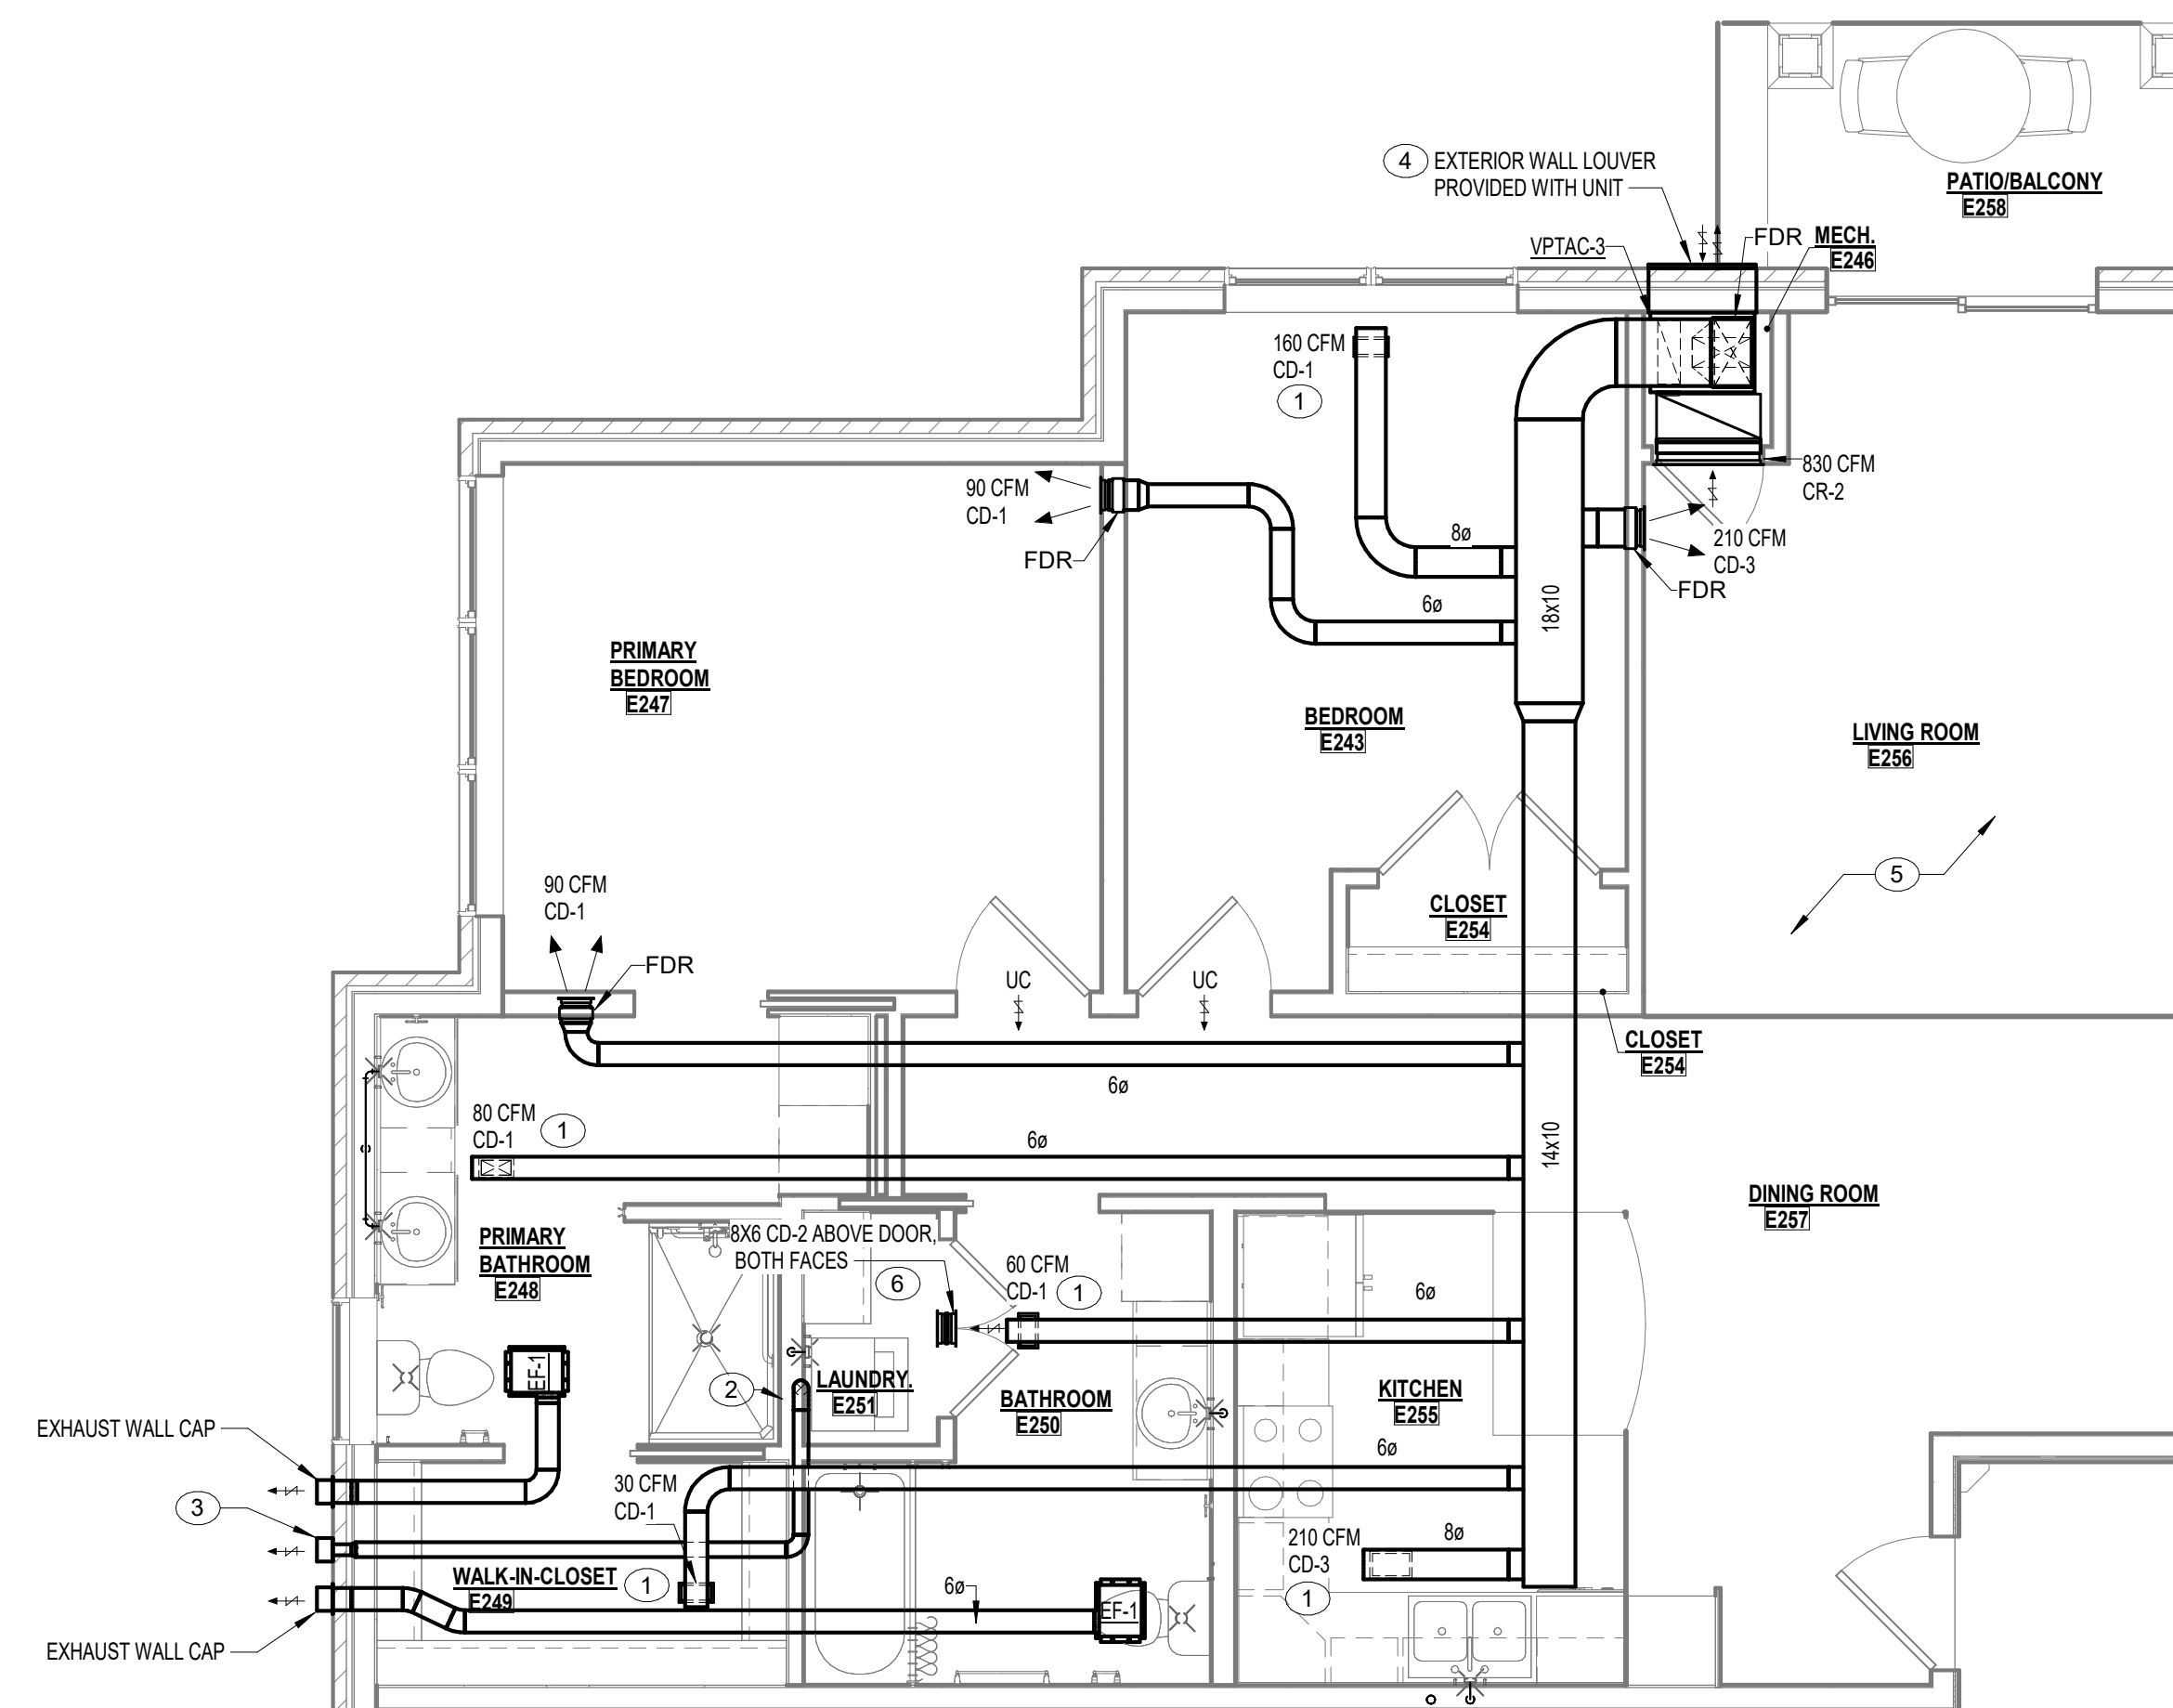 4 EXTERIOR WALL LOUVER
PROVIDED WITH UNIT
PATIO/BALCONY
E258
VPTAC-3
FDR
MECH.
E246
160 CFM
CD-1
1
830 CFM
CR-2
90 CFM
CD-1
FDR
8ø
210 CFM
CD-3
FDR
6ø
18x10
PRIMARY
BEDROOM
E247
BEDROOM
E243
LIVING ROOM
E256
5
90 CFM
CD-1
FDR
CLOSET
E254
UC
UC
CLOSET
E254
6ø
80 CFM
CD-1
1
6ø
14x10
DINING ROOM
E257
PRIMARY
BATHROOM
E248
8X6 CD-2 ABOVE DOOR,
BOTH FACES
6
60 CFM
CD-1
1
6ø
EF-1
2
LAUNDRY.
E251
BATHROOM
E250
KITCHEN
E255
EXHAUST WALL CAP
6ø
3
30 CFM
CD-1
210 CFM
CD-3
1
8ø
WALK-IN-CLOSET
E249
1
6ø
EF-1
EXHAUST WALL CAP